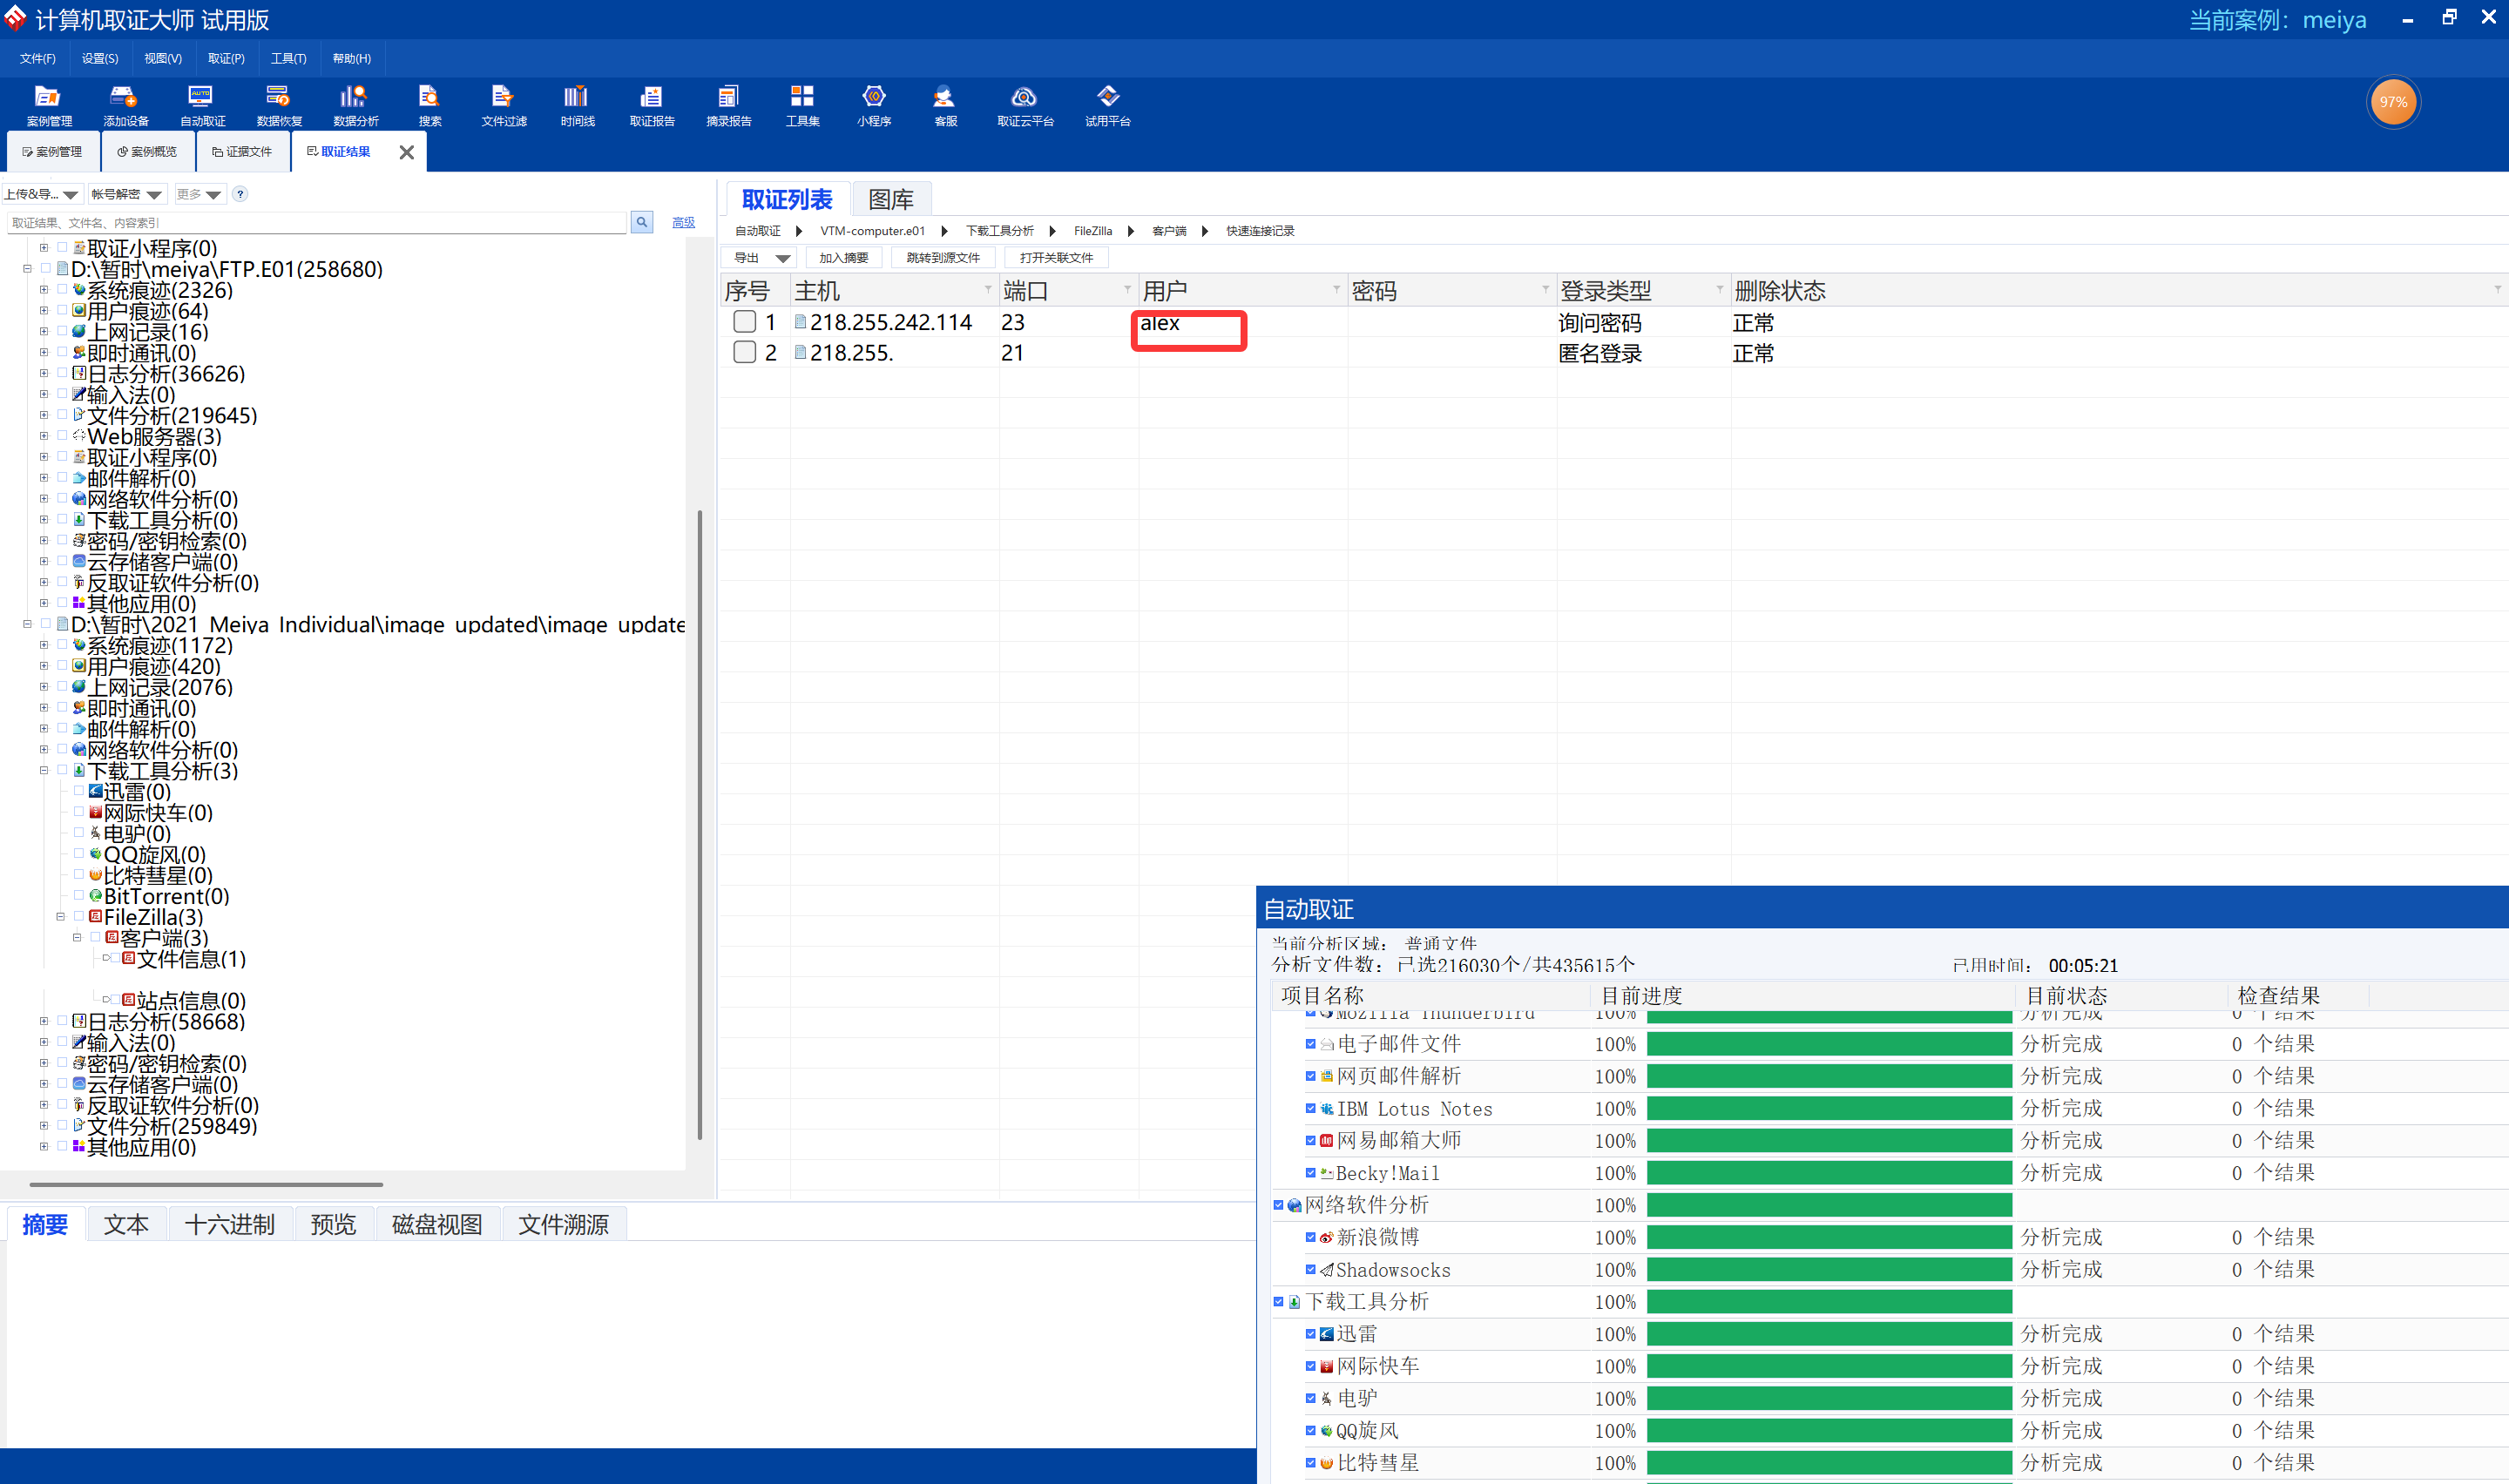 计算机取证大师 试用版
当前案例：meiya
文件(F) 设置(S) 视图(V) 取证(P) 工具(T) 帮助(H)
案例管理 添加设备 自动取证 数据恢复 数据分析 搜索 文件过滤 时间线 取证报告 摘录报告 工具集 小程序 客服 取证云平台 试用平台
97%
案例管理 案例概览 证据文件 取证结果
上传&导... 帐号解密 更多 ?
取证结果、文件名、内容索引 高级
取证小程序(0)
D:\暂时\meiya\FTP.E01(258680)
系统痕迹(2326)
用户痕迹(64)
上网记录(16)
即时通讯(0)
日志分析(36626)
输入法(0)
文件分析(219645)
Web服务器(3)
取证小程序(0)
邮件解析(0)
网络软件分析(0)
下载工具分析(0)
密码/密钥检索(0)
云存储客户端(0)
反取证软件分析(0)
其他应用(0)
D:\暂时\2021_Meiya_Individual\image_updated\image_update
系统痕迹(1172)
用户痕迹(420)
上网记录(2076)
即时通讯(0)
邮件解析(0)
网络软件分析(0)
下载工具分析(3)
迅雷(0)
网际快车(0)
电驴(0)
QQ旋风(0)
比特彗星(0)
BitTorrent(0)
FileZilla(3)
客户端(3)
文件信息(1)
站点信息(0)
日志分析(58668)
输入法(0)
密码/密钥检索(0)
云存储客户端(0)
反取证软件分析(0)
文件分析(259849)
其他应用(0)
取证列表 图库
自动取证 VTM-computer.e01 下载工具分析 FileZilla 客户端 快速连接记录
导出 加入摘要 跳转到源文件 打开关联文件
序号 主机 端口 用户 密码 登录类型 删除状态
1 218.255.242.114 23 alex 询问密码 正常
2 218.255. 21 匿名登录 正常
摘要 文本 十六进制 预览 磁盘视图 文件溯源
自动取证
当前分析区域： 普通文件
分析文件数：已选216030个/共435615个 已用时间： 00:05:21
项目名称 目前进度 目前状态 检查结果
Mozilla Thunderbird 100% 分析完成 0 个结果
电子邮件文件 100% 分析完成 0 个结果
网页邮件解析 100% 分析完成 0 个结果
IBM Lotus Notes 100% 分析完成 0 个结果
网易邮箱大师 100% 分析完成 0 个结果
Becky!Mail 100% 分析完成 0 个结果
网络软件分析 100%
新浪微博 100% 分析完成 0 个结果
Shadowsocks 100% 分析完成 0 个结果
下载工具分析 100%
迅雷 100% 分析完成 0 个结果
网际快车 100% 分析完成 0 个结果
电驴 100% 分析完成 0 个结果
QQ旋风 100% 分析完成 0 个结果
比特彗星 100% 分析完成 0 个结果